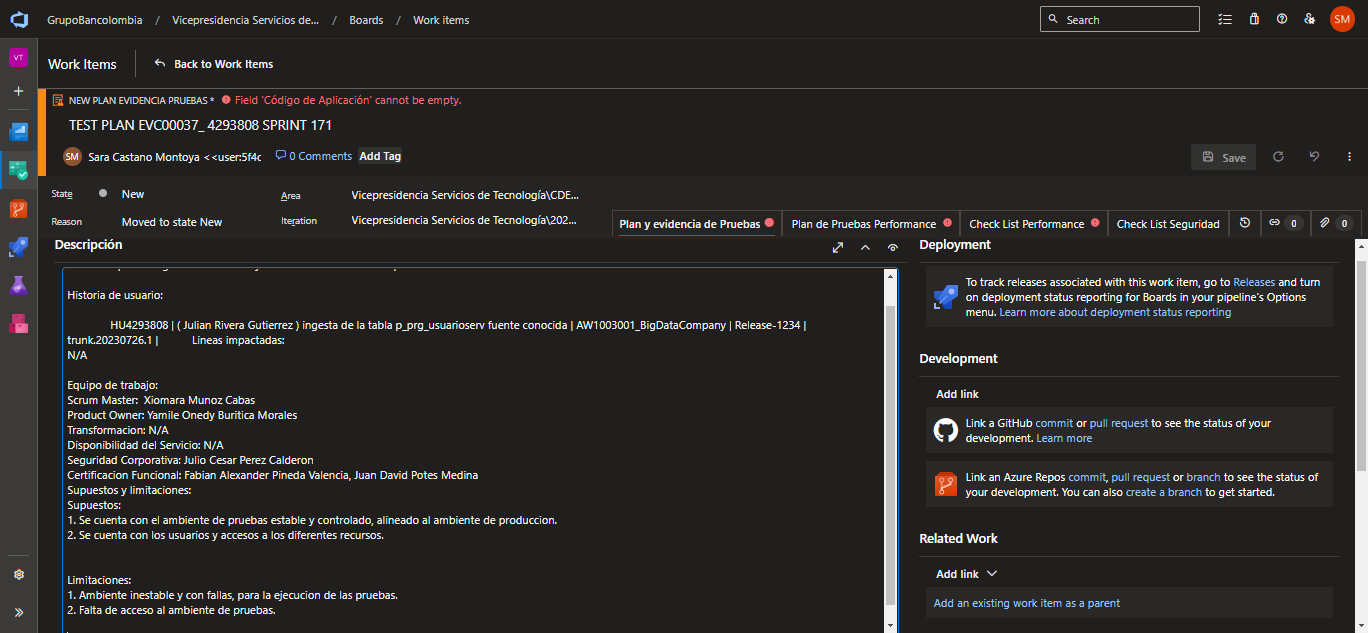 GrupoBancolombia / Vicepresidencia Servicios de... / Boards / Work items
Search
SM
VT
Work Items
Back to Work Items
NEW PLAN EVIDENCIA PRUEBAS * Field 'Código de Aplicación' cannot be empty.
TEST PLAN EVC00037_ 4293808 SPRINT 171
SM Sara Castano Montoya < <user:5f4c
0 Comments
Add Tag
Save
State New
Area Vicepresidencia Servicios de Tecnología\CDE...
Reason Moved to state New
Iteration Vicepresidencia Servicios de Tecnología\202...
Plan y evidencia de Pruebas
Plan de Pruebas Performance
Check List Performance
Check List Seguridad
0
0
Descripción
Historia de usuario:
HU4293808 | ( Julian Rivera Gutierrez ) ingesta de la tabla p_prg_usuarioserv fuente conocida | AW1003001_BigDataCompany | Release-1234 |
trunk.20230726.1 | Lineas impactadas:
N/A
Equipo de trabajo:
Scrum Master: Xiomara Munoz Cabas
Product Owner: Yamile Onedy Buritica Morales
Transformacion: N/A
Disponibilidad del Servicio: N/A
Seguridad Corporativa: Julio Cesar Perez Calderon
Certificacion Funcional: Fabian Alexander Pineda Valencia, Juan David Potes Medina
Supuestos y limitaciones:
Supuestos:
1. Se cuenta con el ambiente de pruebas estable y controlado, alineado al ambiente de produccion.
2. Se cuenta con los usuarios y accesos a los diferentes recursos.
Limitaciones:
1. Ambiente inestable y con fallas, para la ejecucion de las pruebas.
2. Falta de acceso al ambiente de pruebas.
Deployment
To track releases associated with this work item, go to Releases and turn
on deployment status reporting for Boards in your pipeline's Options
menu. Learn more about deployment status reporting
Development
Add link
Link a GitHub commit or pull request to see the status of your
development. Learn more
Link an Azure Repos commit, pull request or branch to see the status of
your development. You can also create a branch to get started.
Related Work
Add link
Add an existing work item as a parent